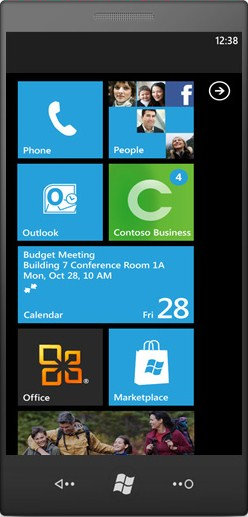 12:38
Phone
People
f
Outlook
O
4
C
Contoso Business
Budget Meeting
Building 7 Conference Room 1A
Mon, Oct 28, 10 AM
Calendar
Fri 28
Office
®
Marketplace